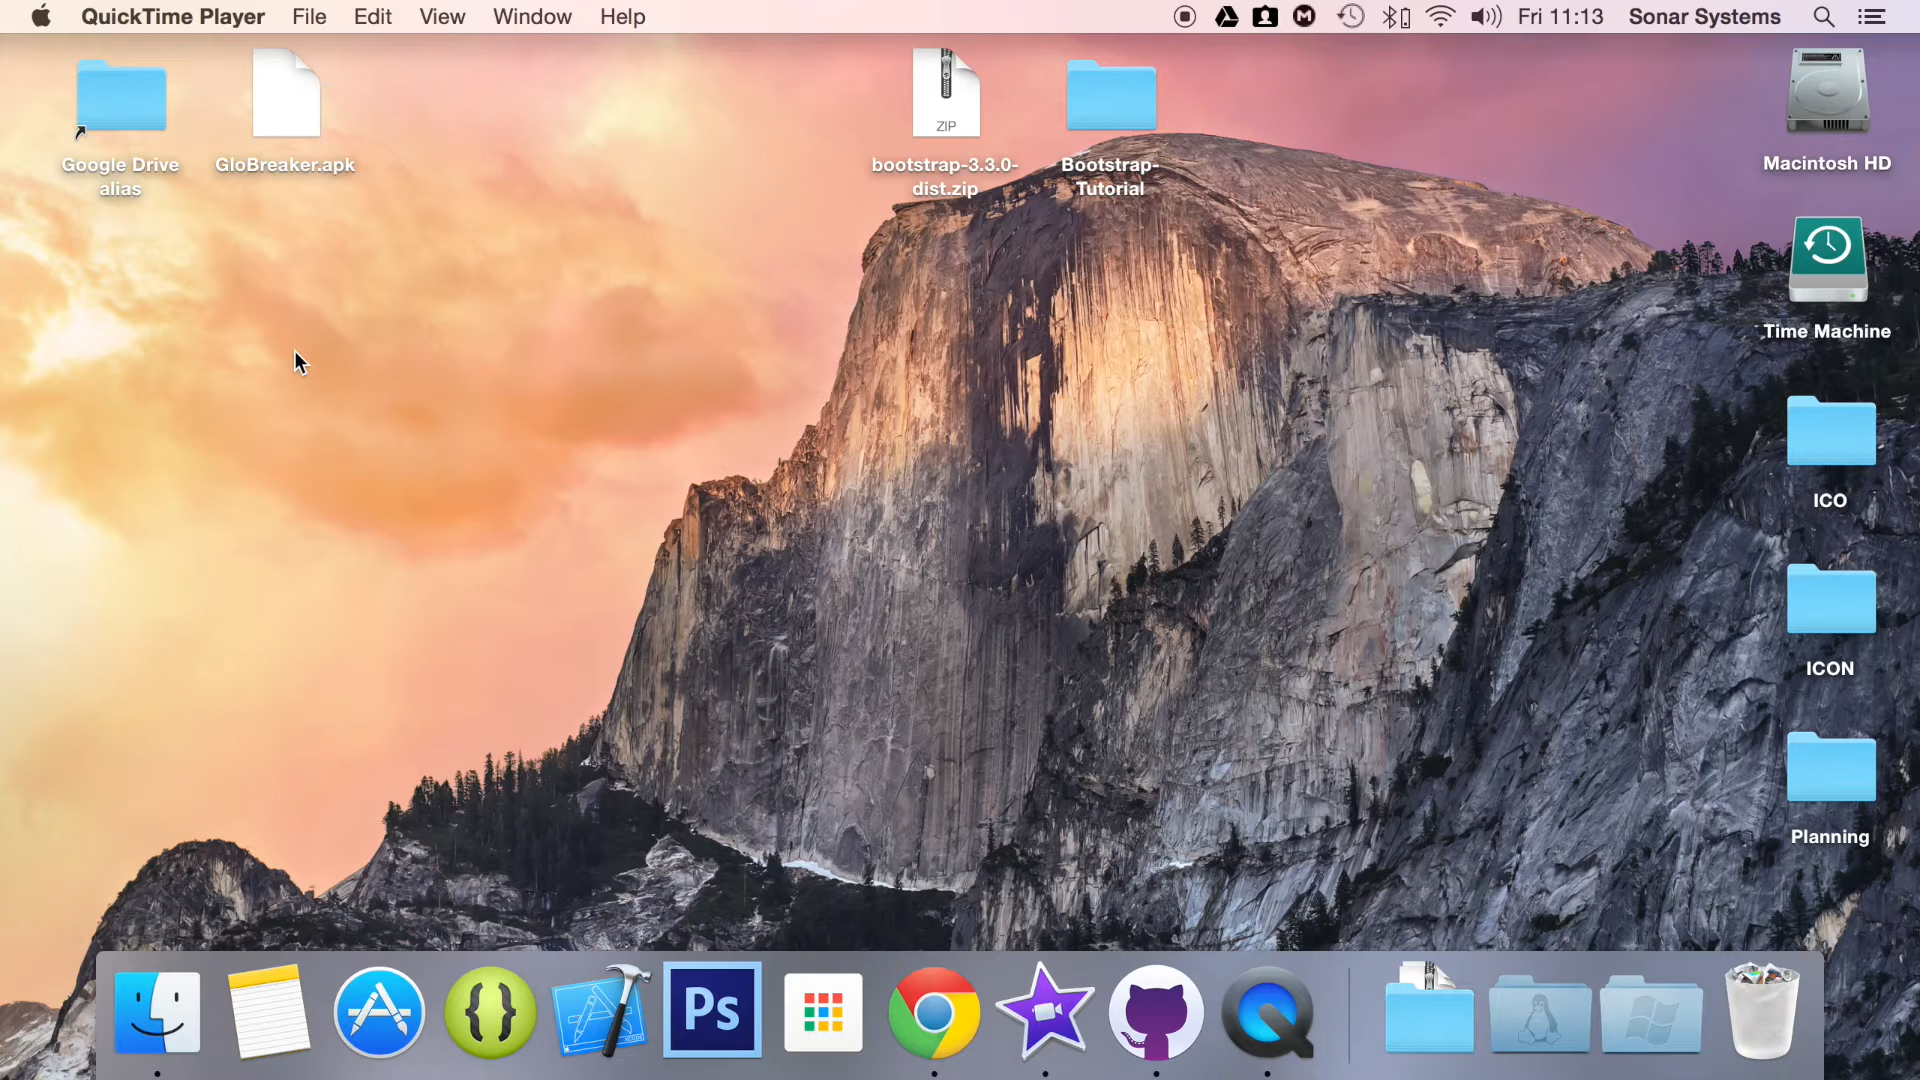 QuickTime Player File Edit View Window Help Fri 11:13 Sonar Systems
Google Drive
alias
GloBreaker.apk
ZIP
bootstrap-3.3.0-
dist.zip
Bootstrap-
Tutorial
Macintosh HD
Time Machine
ICO
ICON
Planning
Ps